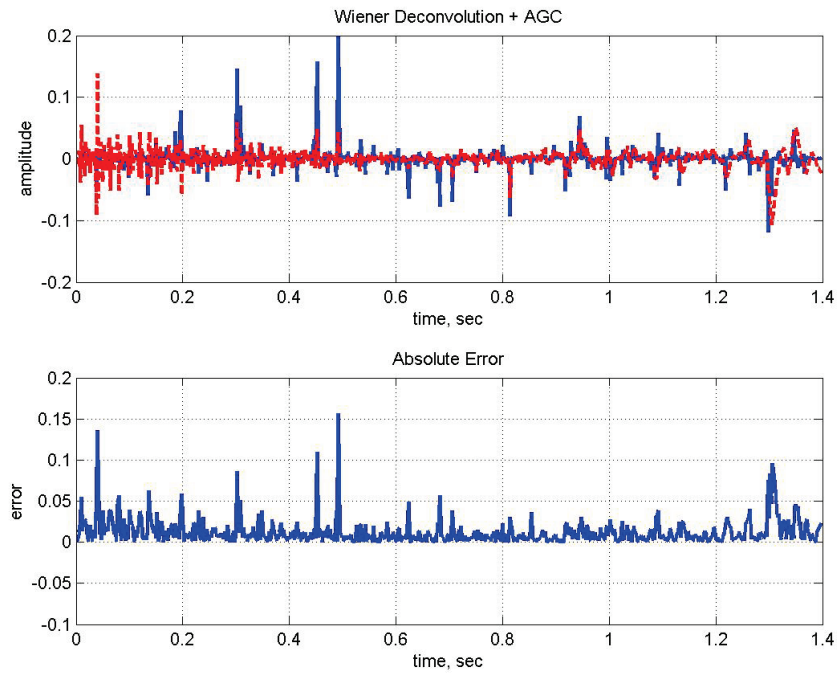 Wiener Deconvolution + AGC
0.2
0.1
0
-0.1
-0.2
amplitude
0 0.2 0.4 0.6 0.8 1 1.2 1.4
time, sec
Absolute Error
0.2
0.15
0.1
0.05
0
-0.05
-0.1
error
0 0.2 0.4 0.6 0.8 1 1.2 1.4
time, sec